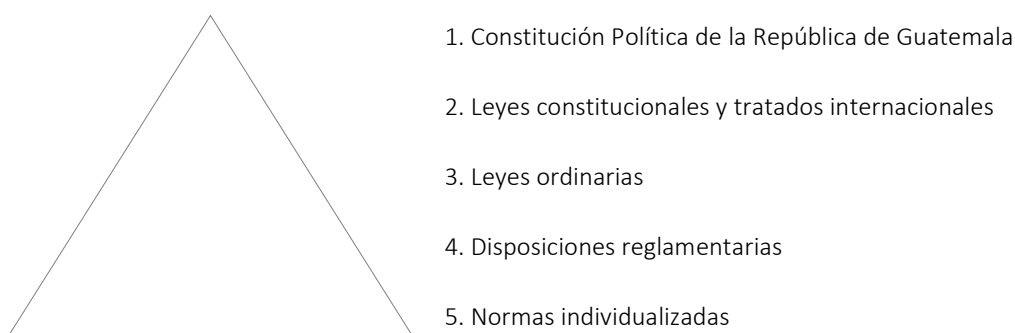 1. Constitución Política de la República de Guatemala
2. Leyes constitucionales y tratados internacionales
3. Leyes ordinarias
4. Disposiciones reglamentarias
5. Normas individualizadas